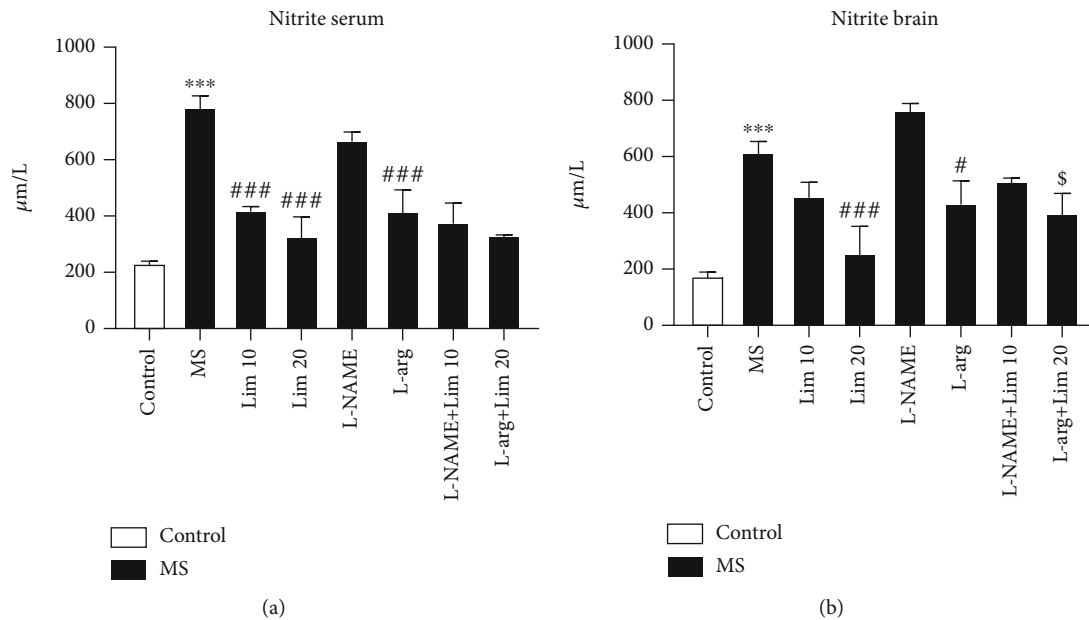 Nitrite serum
1000
800
600
400
200
0
μm/L
***
###
###
###
Control
MS
Lim 10
Lim 20
L-NAME
L-arg
L-NAME+Lim 10
L-arg+Lim 20
Control
MS
(a)
Nitrite brain
1000
800
600
400
200
0
μm/L
***
###
#
$
Control
MS
Lim 10
Lim 20
L-NAME
L-arg
L-NAME+Lim 10
L-arg+Lim 20
Control
MS
(b)